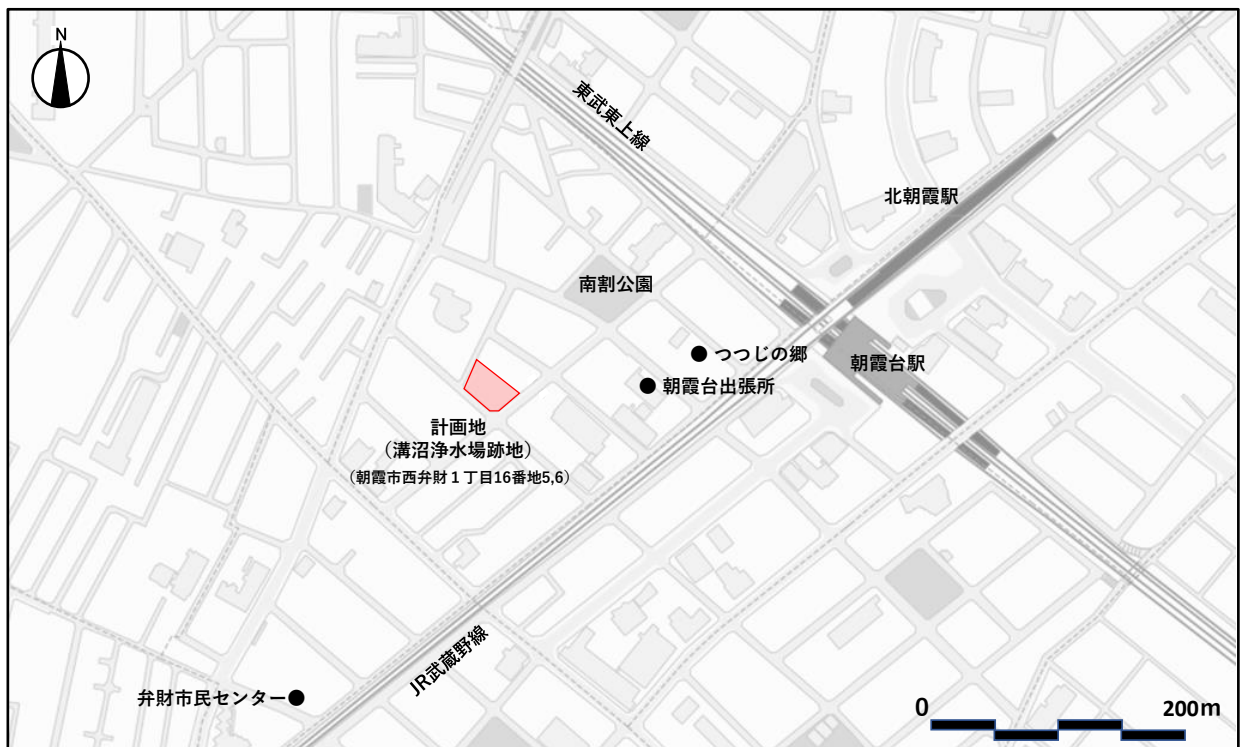 N
東武東上線
北朝霞駅
南割公園
つつじの郷
朝霞台駅
朝霞台出張所
計画地
（溝沼浄水場跡地）
（朝霞市西弁財１丁目16番地5,6）
JR武蔵野線
弁財市民センター
0 200m